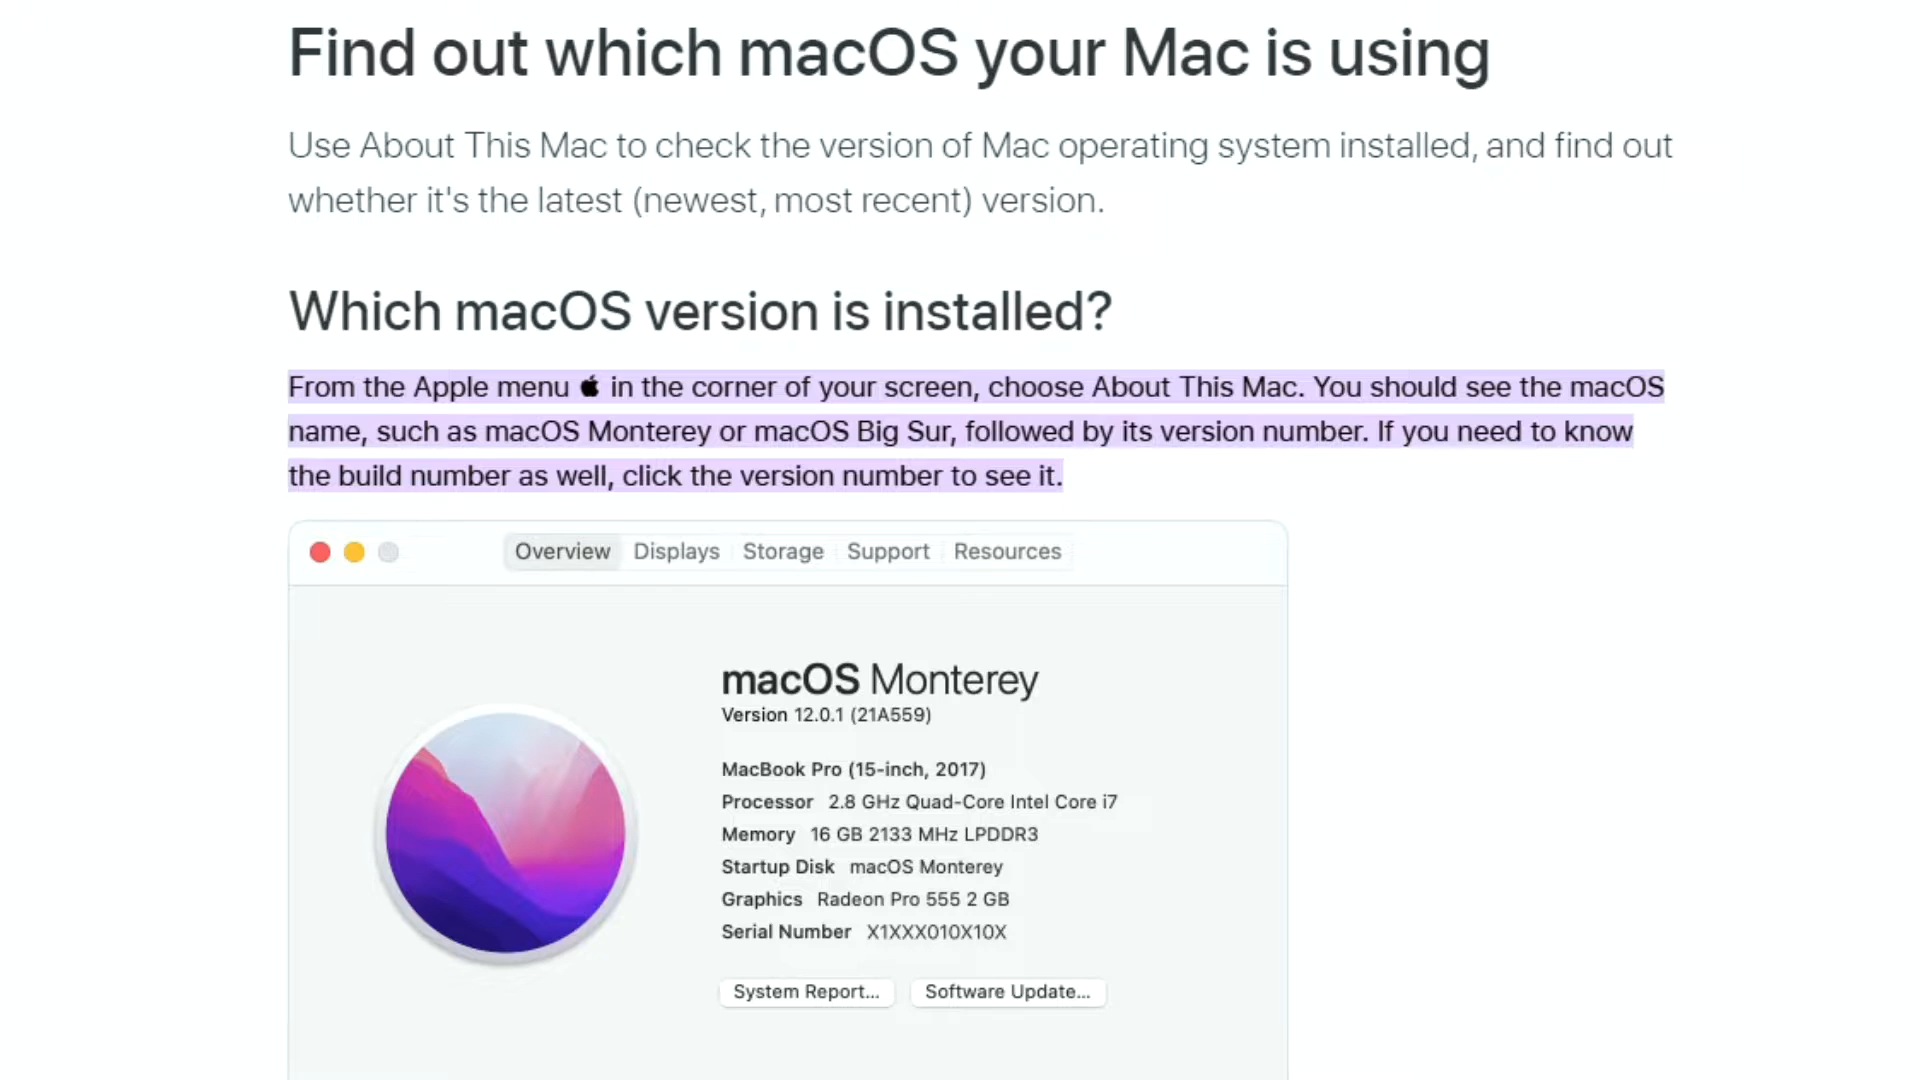 Find out which macOS your Mac is using
Use About This Mac to check the version of Mac operating system installed, and find out
whether it's the latest (newest, most recent) version.
Which macOS version is installed?
From the Apple menu  in the corner of your screen, choose About This Mac. You should see the macOS
name, such as macOS Monterey or macOS Big Sur, followed by its version number. If you need to know
the build number as well, click the version number to see it.
Overview Displays Storage Support Resources
macOS Monterey
Version 12.0.1 (21A559)
MacBook Pro (15-inch, 2017)
Processor 2.8 GHz Quad-Core Intel Core i7
Memory 16 GB 2133 MHz LPDDR3
Startup Disk macOS Monterey
Graphics Radeon Pro 555 2 GB
Serial Number X1XXX010X10X
System Report... Software Update...